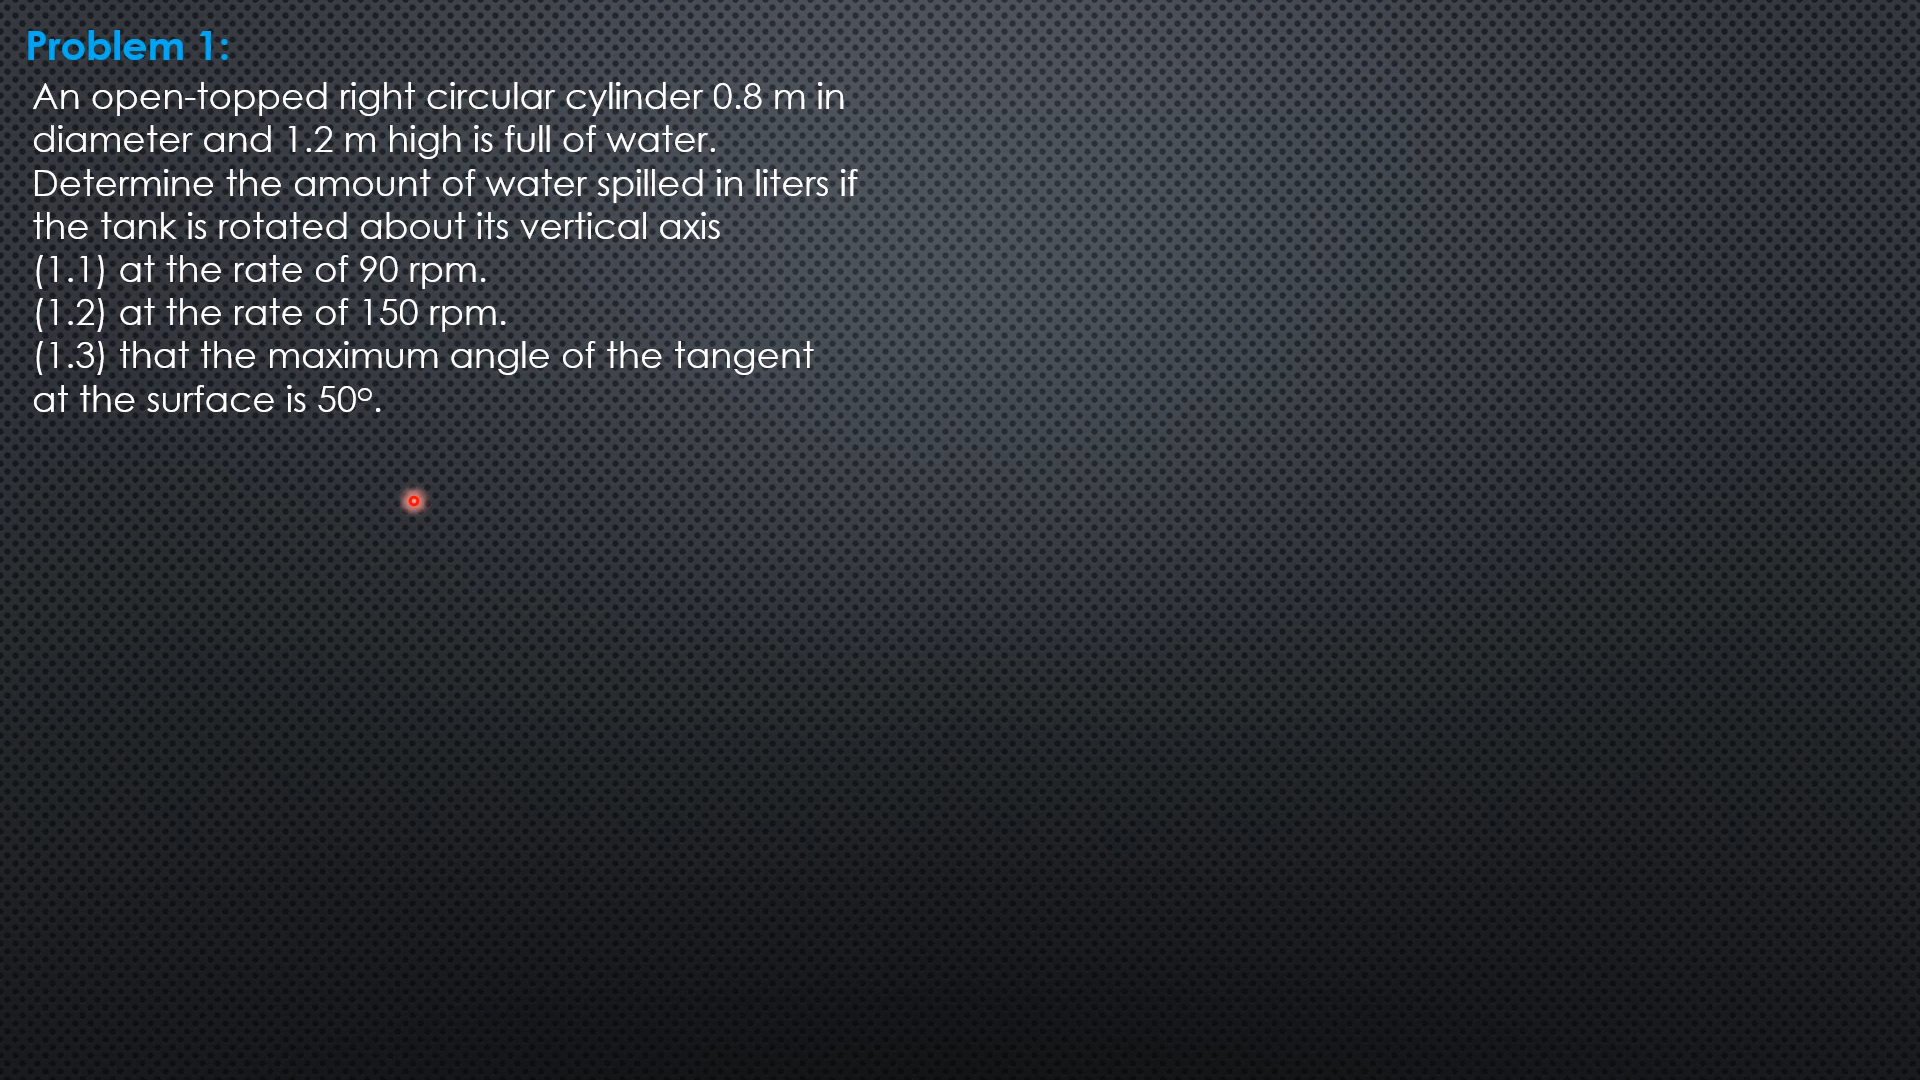 Problem 1:
An open-topped right circular cylinder 0.8 m in
diameter and 1.2 m high is full of water.
Determine the amount of water spilled in liters if
the tank is rotated about its vertical axis
(1.1) at the rate of 90 rpm.
(1.2) at the rate of 150 rpm.
(1.3) that the maximum angle of the tangent
at the surface is 50º.